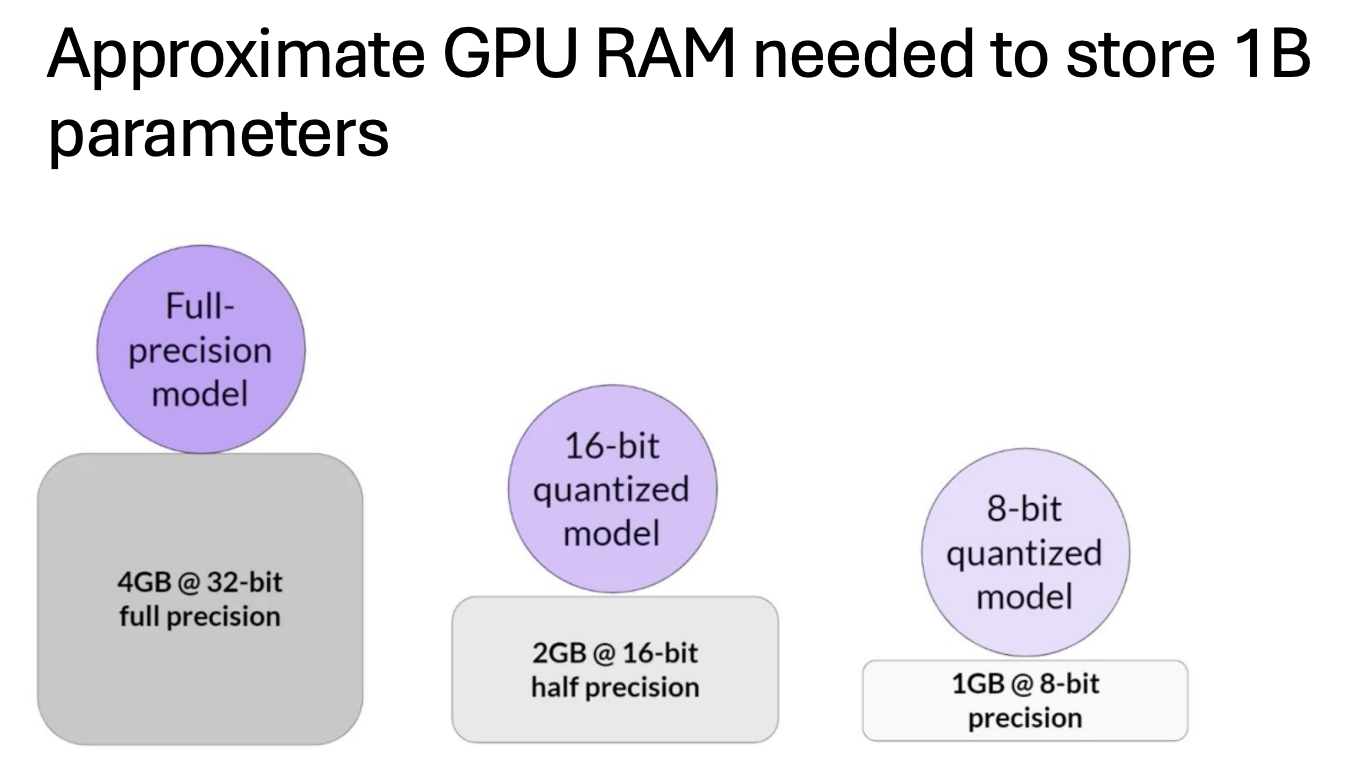 Approximate GPU RAM needed to store 1B
parameters
Full-
precision
model
4GB @ 32-bit
full precision
16-bit
quantized
model
2GB @ 16-bit
half precision
8-bit
quantized
model
1GB @ 8-bit
precision